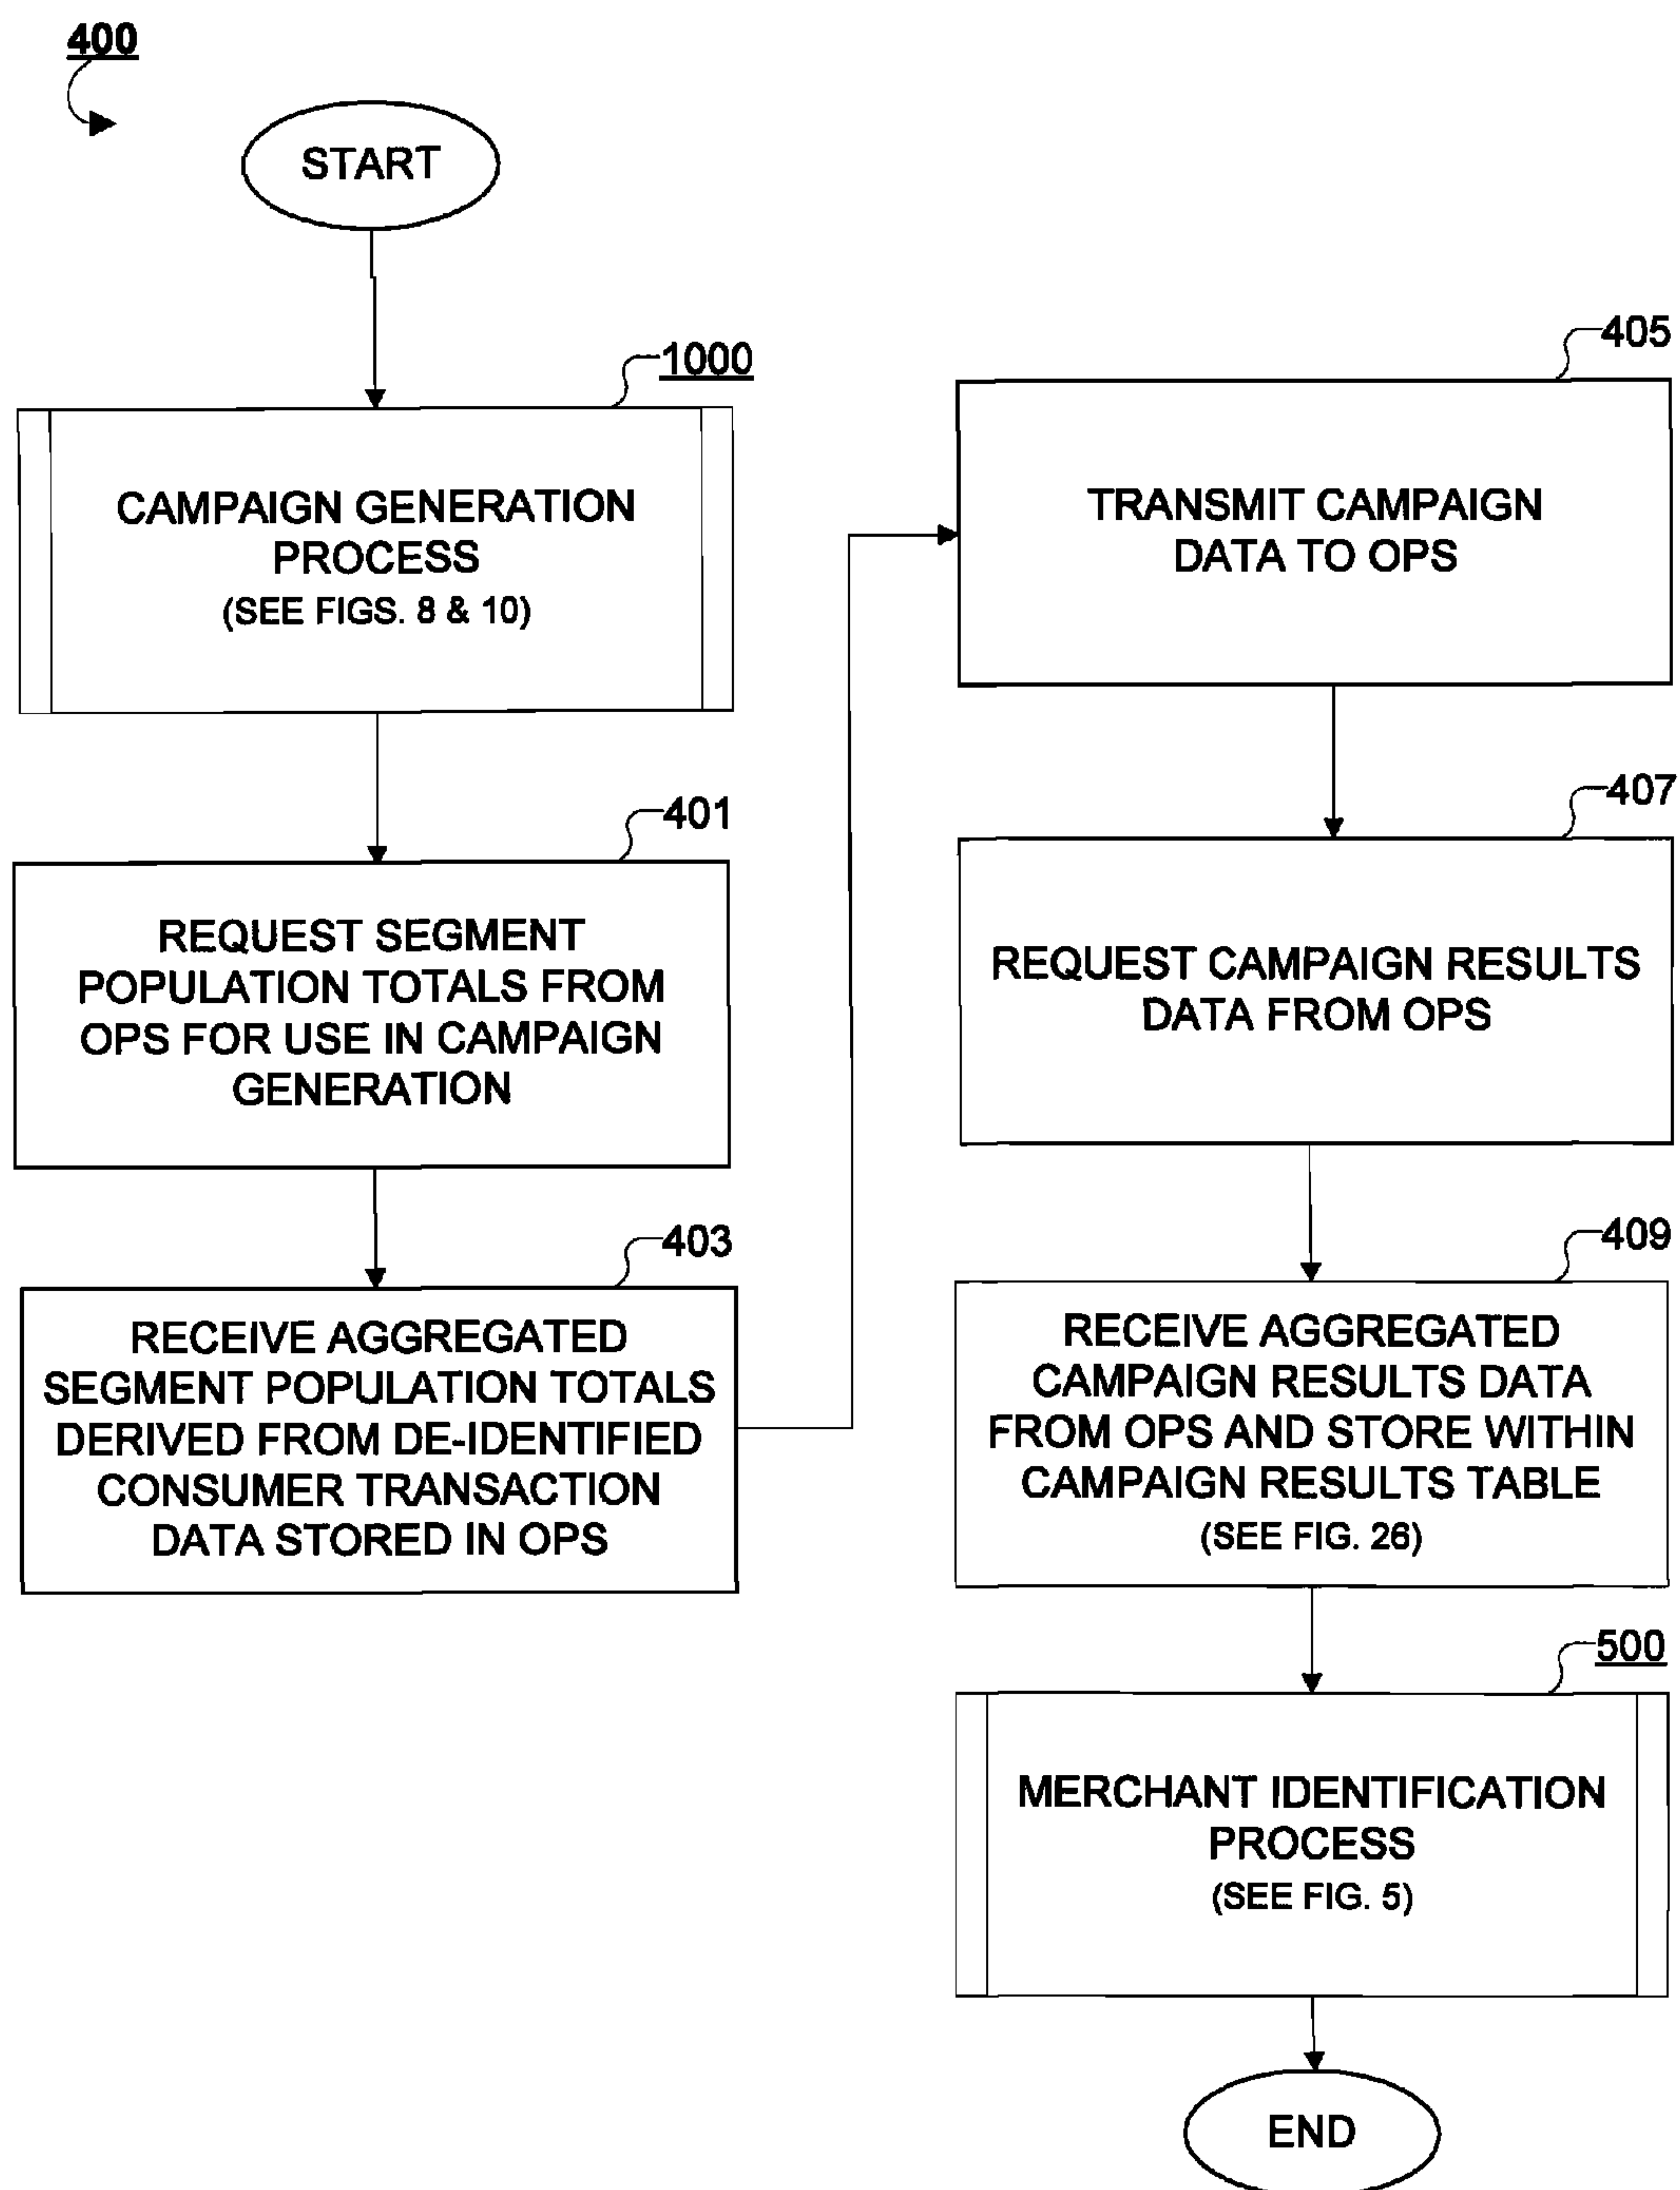 400
START
1000
CAMPAIGN GENERATION
PROCESS
(SEE FIGS. 8 & 10)
401
REQUEST SEGMENT
POPULATION TOTALS FROM
OPS FOR USE IN CAMPAIGN
GENERATION
403
RECEIVE AGGREGATED
SEGMENT POPULATION TOTALS
DERIVED FROM DE-IDENTIFIED
CONSUMER TRANSACTION
DATA STORED IN OPS
405
TRANSMIT CAMPAIGN
DATA TO OPS
407
REQUEST CAMPAIGN RESULTS
DATA FROM OPS
409
RECEIVE AGGREGATED
CAMPAIGN RESULTS DATA
FROM OPS AND STORE WITHIN
CAMPAIGN RESULTS TABLE
(SEE FIG. 26)
500
MERCHANT IDENTIFICATION
PROCESS
(SEE FIG. 5)
END